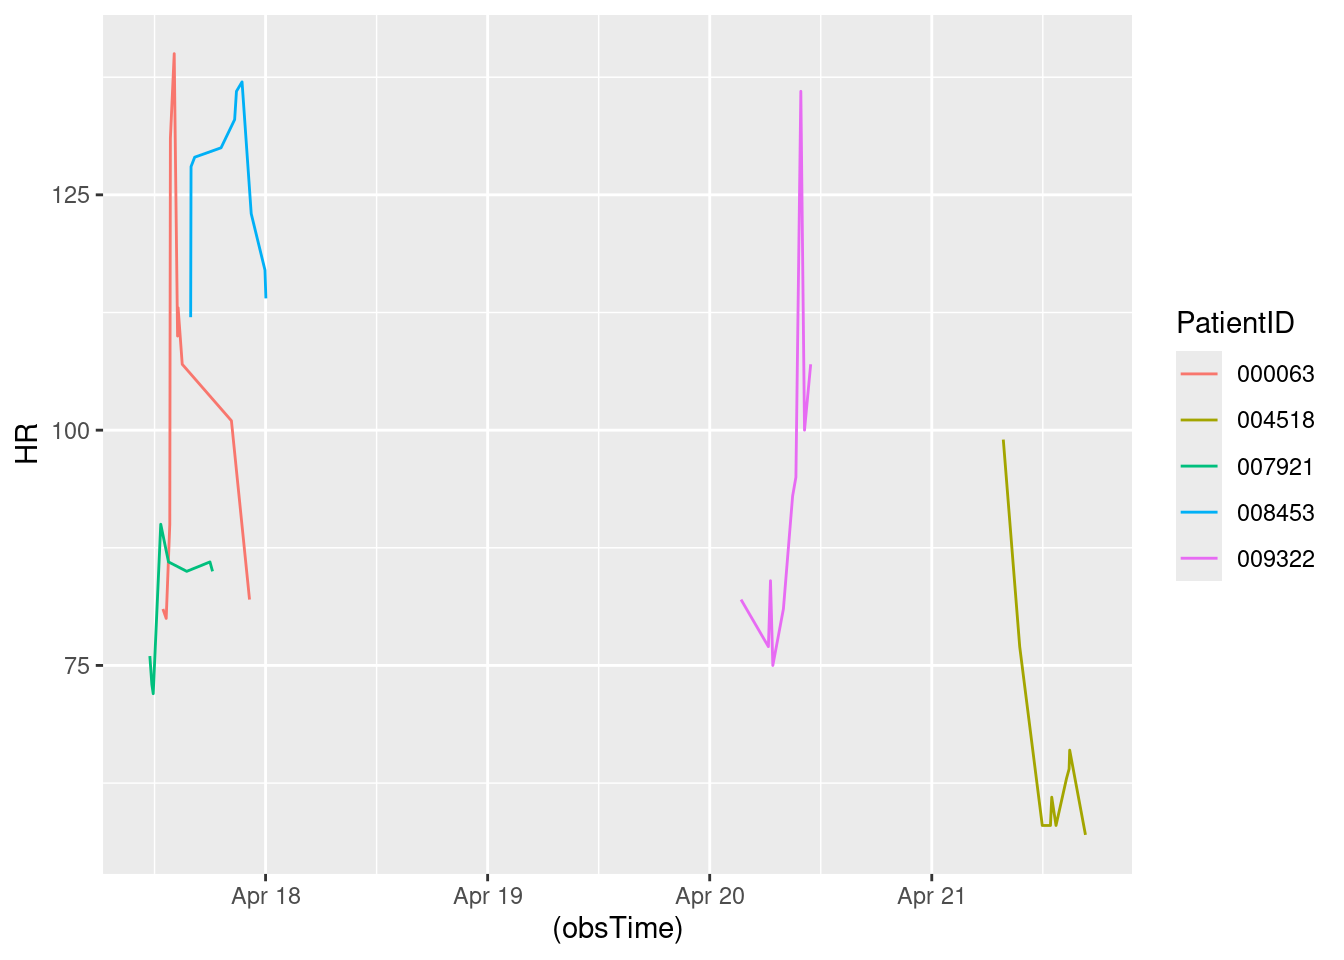 HR
125
100
75
Apr 18
Apr 19
Apr 20
Apr 21
(obsTime)
PatientID
000063
004518
007921
008453
009322